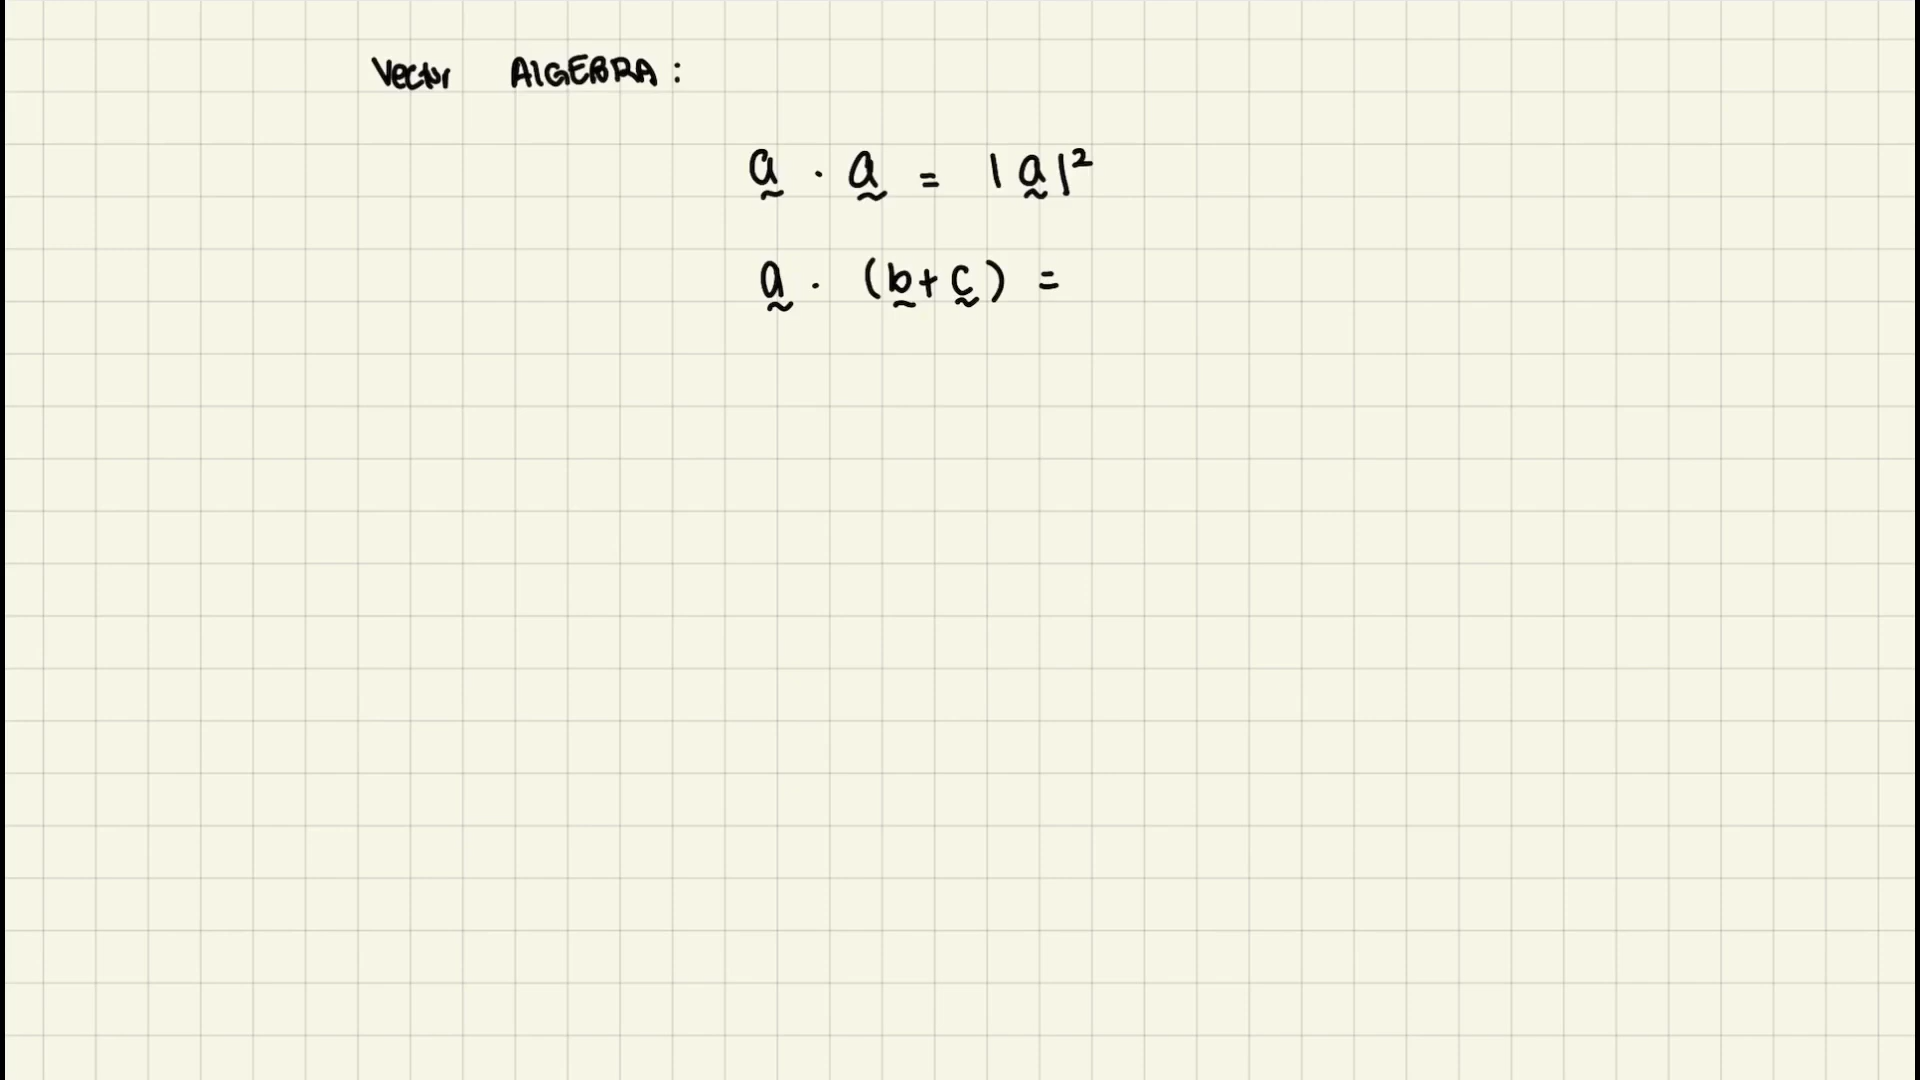 Vector ALGEBRA:
a · a = |a|²
a · (b+c) =